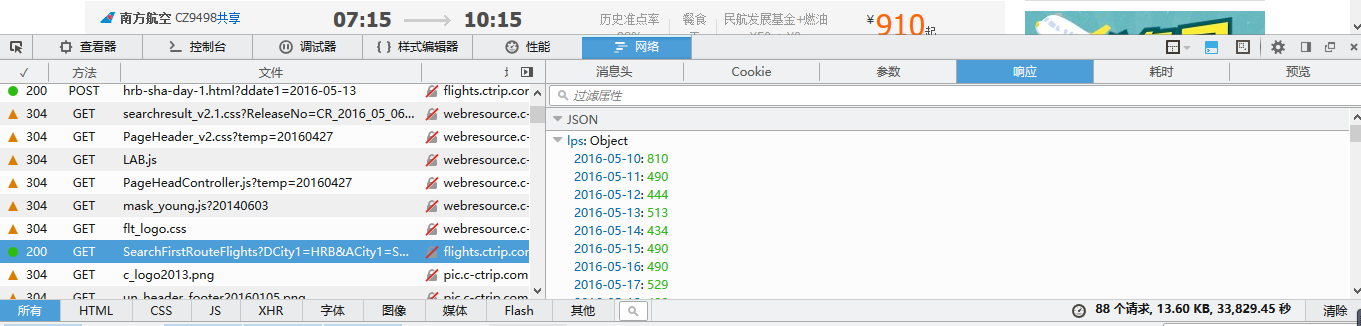 南方航空 CZ9498共享 07:15 10:15 历史准点率 餐食 民航发展基金+燃油 ¥910起
查看器 控制台 调试器 { } 样式编辑器 性能 网络
✓ 方法 文件 消息头 Cookie 参数 响应 耗时 预览
200 POST hrb-sha-day-1.html?ddate1=2016-05-13 flights.ctrip.com
过滤属性
304 GET searchresult_v2.1.css?ReleaseNo=CR_2016_05_06... webresource.c-
JSON
304 GET PageHeader_v2.css?temp=20160427 webresource.c-
lps: Object
304 GET LAB.js webresource.c-
2016-05-10: 810
304 GET PageHeadController.js?temp=20160427 webresource.c-
2016-05-11: 490
2016-05-12: 444
304 GET mask_young.js?20140603 webresource.c-
2016-05-13: 513
304 GET flt_logo.css webresource.c-
2016-05-14: 434
200 GET SearchFirstRouteFlights?DCity1=HRB&ACity1=S... flights.ctrip.cor
2016-05-15: 490
2016-05-16: 490
304 GET c_logo2013.png pic.c-ctrip.com
2016-05-17: 529
304 GET un_header_footer20160105.png pic.c-ctrip.com
所有 HTML CSS JS XHR 字体 图像 媒体 Flash 其他 88 个请求, 13.60 KB, 33,829.45 秒 清除